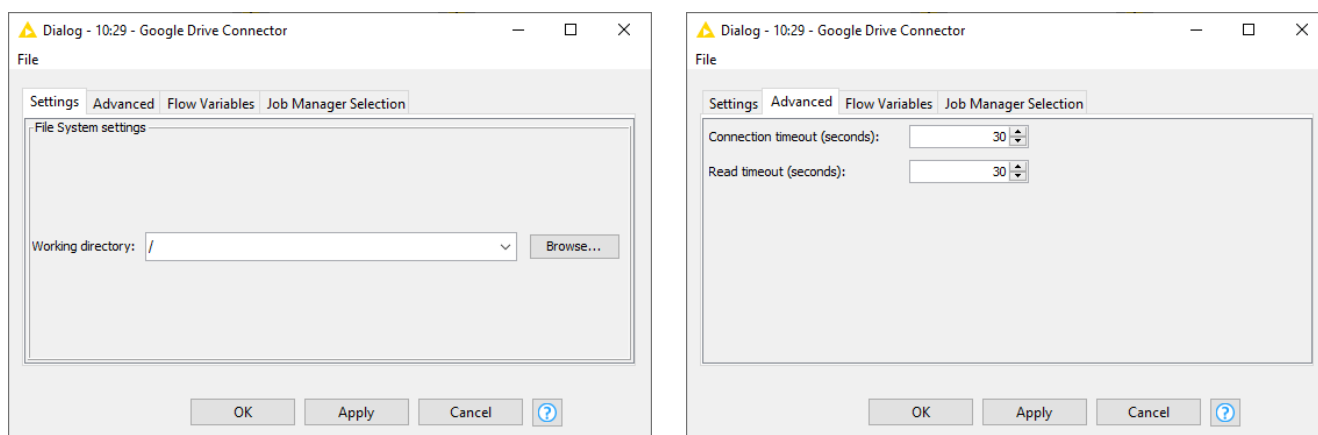 Dialog - 10:29 - Google Drive Connector
File
Settings Advanced Flow Variables Job Manager Selection
File System settings
Working directory: / Browse...
OK Apply Cancel ?
Dialog - 10:29 - Google Drive Connector
File
Settings Advanced Flow Variables Job Manager Selection
Connection timeout (seconds): 30
Read timeout (seconds): 30
OK Apply Cancel ?